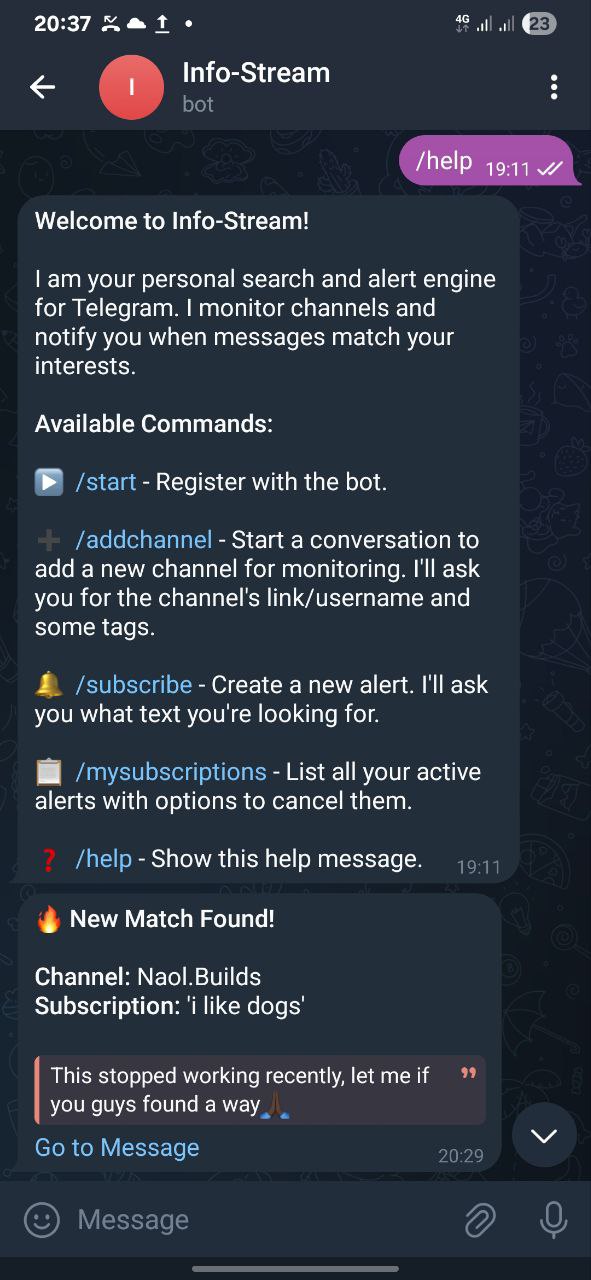 20:37
4G
23
I
Info-Stream
bot
/help 19:11
Welcome to Info-Stream!
I am your personal search and alert engine
for Telegram. I monitor channels and
notify you when messages match your
interests.
Available Commands:
/start - Register with the bot.
/addchannel - Start a conversation to
add a new channel for monitoring. I'll ask
you for the channel's link/username and
some tags.
/subscribe - Create a new alert. I'll ask
you what text you're looking for.
/mysubscriptions - List all your active
alerts with options to cancel them.
❓ /help - Show this help message. 19:11
🔥 New Match Found!
Channel: Naol.Builds
Subscription: 'i like dogs'
This stopped working recently, let me if
you guys found a way🙏🏿
Go to Message
20:29
Message